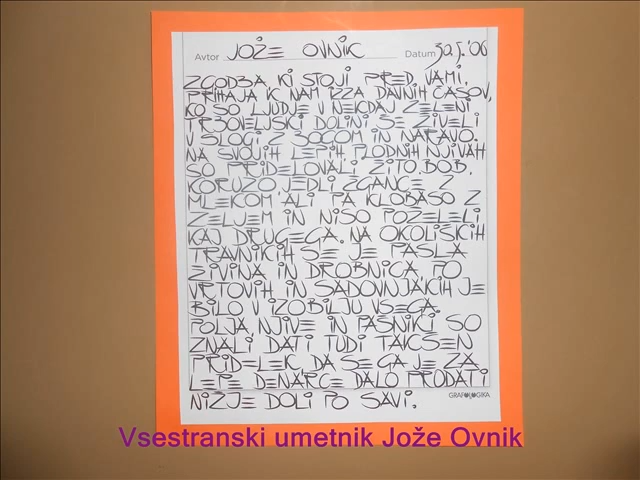 Avtor JOŽE OVNIK Datum 30.5.'06
ZGODBA, KI STOJI PRED VAMI,
PRIHAJA K NAM IZZA DAVNIH ČASOV,
KO SO LJUDJE V NEKDAJ ZELENI
TRBOVELJSKI DOLINI ŠE ŽIVELI
V SLOGI Z BOGOM IN NARAVO.
NA SVOJIH LEPIH, PLODNIH NJIVAH
SO PRIDELOVALI ŽITO, BOB,
KORUZO, JEDLI ŽGANCE Z
MLEKOM ALI PA KLOBASO Z
ZELJEM IN NISO POŽELELI
KAJ DRUGEGA. NA OKOLIŠKIH
TRAVNIKIH SE JE PASLA
ŽIVINA IN DROBNICA, PO
VRTOVIH IN SADOVNJAKIH JE
BILO V IZOBILJU VSEGA.
POLJA, NJIVE IN PAŠNIKI SO
ZNALI DATI TUDI TAKŠEN
PRIDELEK, DA SE GA JE ZA
LEPE DENARCE DALO PRODATI
GRAFOLOGIKA
NIŽJE DOLI PO SAVI.
Vsestranski umetnik Jože Ovnik